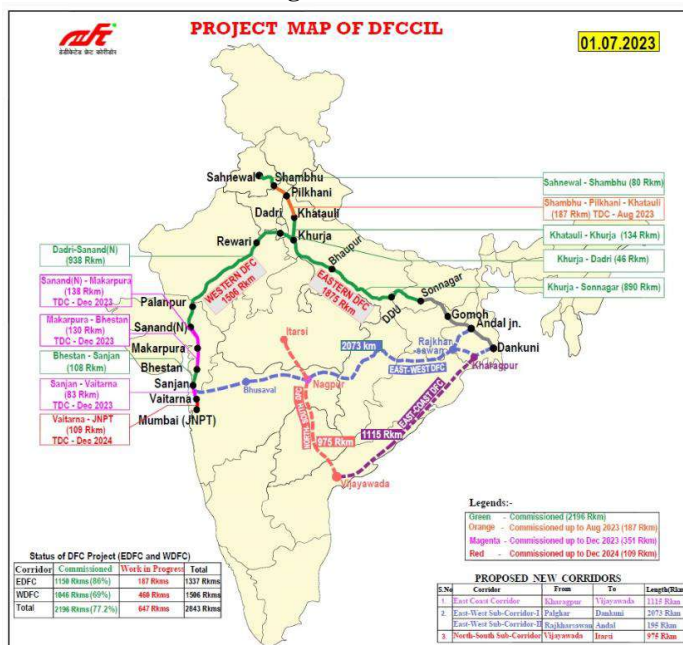 PROJECT MAP OF DFCCIL
01.07.2023
डेडीकेटेड फ्रेट कोरीडोर
Sahnewal
Shambhu
Pilkhani
Khatauli
Dadri
Khurja
Rewari
Bhaupur
DDU
Sonnagar
Gomoh
Andal jn.
Dankuni
Palanpur
Sanand(N)
Makarpura
Bhestan
Sanjan
Vaitarna
Mumbai (JNPT)
WESTERN DFC
1506 Rkm
EASTERN DFC
1875 Rkm
Sahnewal - Shambhu (80 Rkm)
Shambhu - Pilkhani - Khatauli
(187 Rkm) TDC - Aug 2023
Khatauli - Khurja (134 Rkm)
Khurja - Dadri (46 Rkm)
Khurja - Sonnagar (890 Rkm)
Dadri-Sanand(N)
(938 Rkm)
Sanand(N) - Makarpura
(138 Rkm)
TDC - Dec 2023
Makarpura - Bhestan
(130 Rkm)
TDC - Dec 2023
Bhestan - Sanjan
(108 Rkm)
Sanjan - Vaitarna
(83 Rkm)
TDC - Dec 2023
Vaitarna - JNPT
(109 Rkm)
TDC - Dec 2024
Itarsi
Nagpur
Bhusaval
2073 km
EAST-WEST DFC
Rajkhar
sawan
Kharagpur
EAST-COAST DFC
1115 Rkm
975 Rkm
Vijayawada
Legends:-
Green - Commissioned (2196 Rkm)
Orange - Commissioned up to Aug 2023 (187 Rkm)
Magenta - Commissioned up to Dec 2023 (351 Rkm)
Red - Commissioned up to Dec 2024 (109 Rkm)
Status of DFC Project (EDFC and WDFC)
Corridor Commissioned Work in Progress Total
EDFC 1150 Rkms (86%) 187 Rkms 1337 Rkms
WDFC 1046 Rkms (69%) 460 Rkms 1506 Rkms
Total 2196 Rkms (77.2%) 647 Rkms 2843 Rkms
PROPOSED NEW CORRIDORS
S.No Corridor From To Length(Rkm)
1. East Coast Corridor Kharagpur Vijayawada 1115 Rkm
2. East-West Sub-Corridor-I Palghar Dankuni 2073 Rkm
East-West Sub-Corridor-II Rajkharsawan Andal 195 Rkm
3. North-South Sub-Corridor Vijayawada Itarsi 975 Rkm